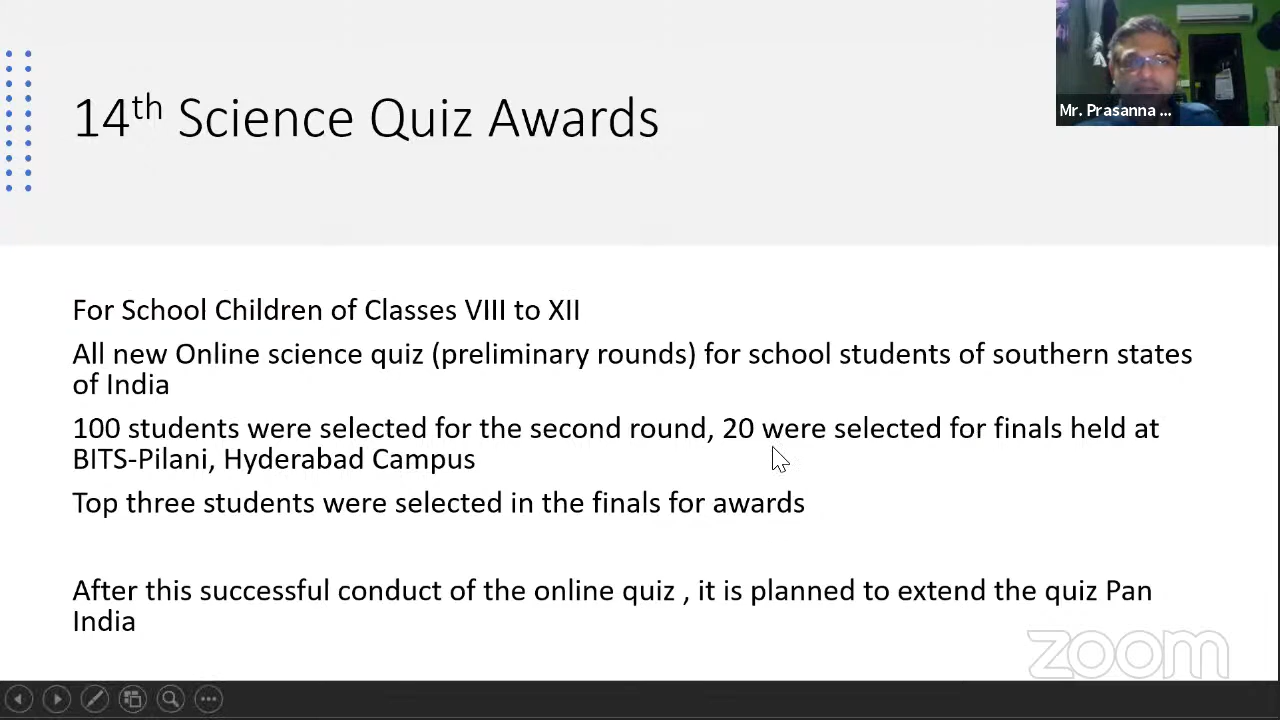 14th Science Quiz Awards
Mr. Prasanna ...
For School Children of Classes VIII to XII
All new Online science quiz (preliminary rounds) for school students of southern states
of India
100 students were selected for the second round, 20 were selected for finals held at
BITS-Pilani, Hyderabad Campus
Top three students were selected in the finals for awards
After this successful conduct of the online quiz , it is planned to extend the quiz Pan
India
zoom